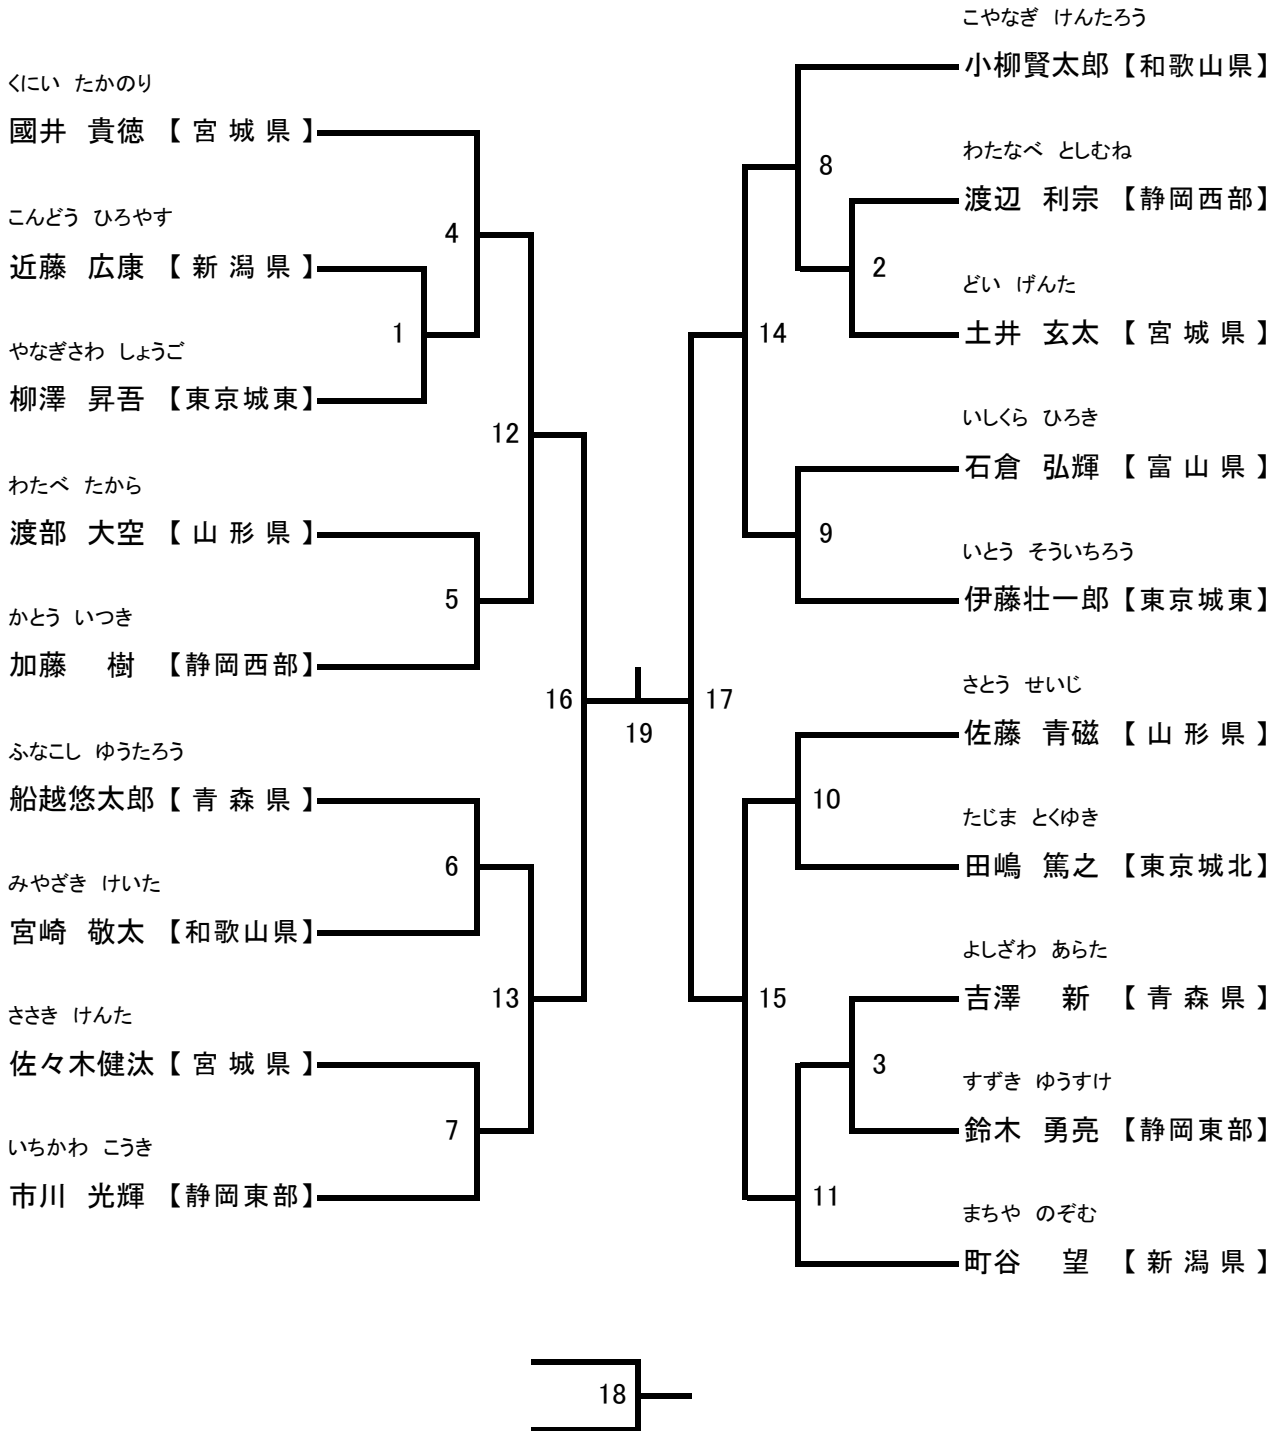 くにい たかのり
國井 貴徳 【 宮 城 県 】
こんどう ひろやす
近藤 広康 【 新 潟 県 】
やなぎさわ しょうご
柳澤 昇吾 【東京城東】
わたべ たから
渡部 大空 【 山 形 県 】
かとう いつき
加藤 樹 【静岡西部】
ふなこし ゆうたろう
船越悠太郎 【 青 森 県 】
みやざき けいた
宮崎 敬太 【和歌山県】
ささき けんた
佐々木健汰 【 宮 城 県 】
いちかわ こうき
市川 光輝 【静岡東部】
4
1
12
5
16
6
13
7
19
17
8
2
14
9
10
15
3
11
こやなぎ けんたろう
小柳賢太郎 【和歌山県】
わたなべ としむね
渡辺 利宗 【静岡西部】
どい げんた
土井 玄太 【 宮 城 県 】
いしくら ひろき
石倉 弘輝 【 富 山 県 】
いとう そういちろう
伊藤壮一郎 【東京城東】
さとう せいじ
佐藤 青磁 【 山 形 県 】
たじま とくゆき
田嶋 篤之 【東京城北】
よしざわ あらた
吉澤 新 【 青 森 県 】
すずき ゆうすけ
鈴木 勇亮 【静岡東部】
まちや のぞむ
町谷 望 【 新 潟 県 】
18